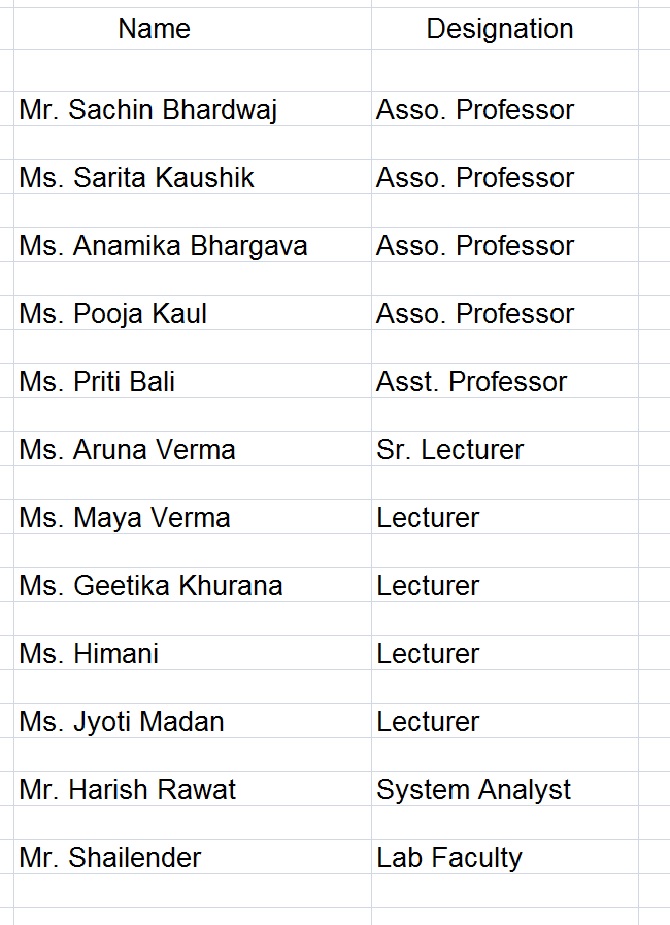 Name Designation
Mr. Sachin Bhardwaj Asso. Professor
Ms. Sarita Kaushik Asso. Professor
Ms. Anamika Bhargava Asso. Professor
Ms. Pooja Kaul Asso. Professor
Ms. Priti Bali Asst. Professor
Ms. Aruna Verma Sr. Lecturer
Ms. Maya Verma Lecturer
Ms. Geetika Khurana Lecturer
Ms. Himani Lecturer
Ms. Jyoti Madan Lecturer
Mr. Harish Rawat System Analyst
Mr. Shailender Lab Faculty